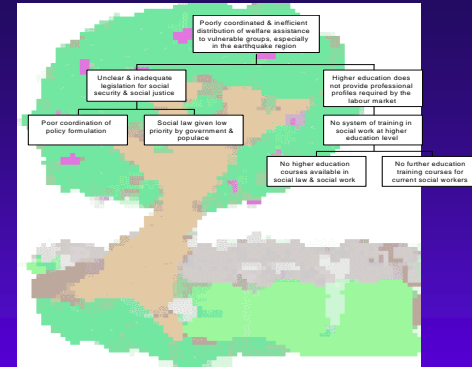 Poorly coordinated & inefficient
distribution of welfare assistance
to vulnerable groups, especially
in the earthquake region
Unclear & inadequate
legislation for social
security & social justice
Higher education does
not provide professional
profiles required by the
labour market
Poor coordination of
policy formulation
Social law given low
priority by government &
populace
No system of training in
social work at higher
education level
No higher education
courses available in
social law & social work
No further education
training courses for
current social workers